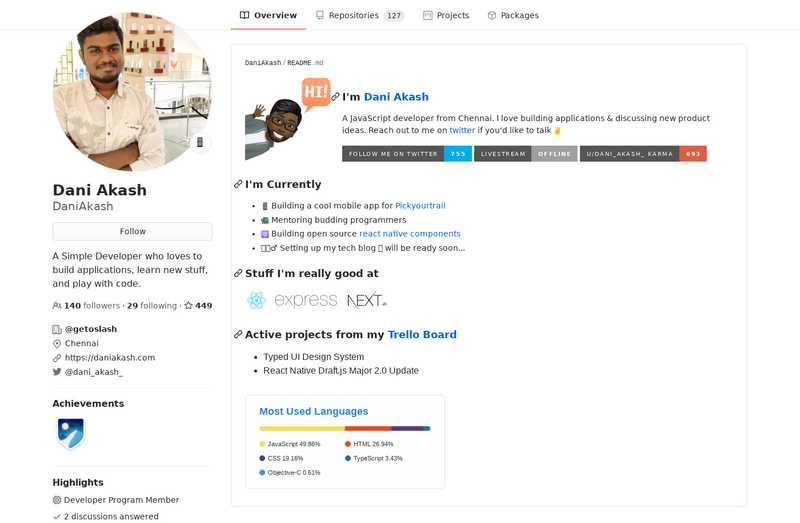 Overview
Repositories 127
Projects
Packages
Dani Akash
DaniAkash
Follow
A Simple Developer who loves to
build applications, learn new stuff,
and play with code.
140 followers · 29 following · 449
@getoslash
Chennai
https://daniakash.com
@dani_akash_
Achievements
Highlights
Developer Program Member
2 discussions answered
DaniAkash / README.md
HI!
I'm Dani Akash
A JavaScript developer from Chennai. I love building applications & discussing new product
ideas. Reach out to me on twitter if you'd like to talk ✌
FOLLOW ME ON TWITTER 755
LIVESTREAM OFFLINE
U/DANI_AKASH_ KARMA 693
I'm Currently
Building a cool mobile app for Pickyourtrail
Mentoring budding programmers
Building open source react native components
Setting up my tech blog will be ready soon...
Stuff I'm really good at
express
NEXT.JS
Active projects from my Trello Board
Typed UI Design System
React Native Draft.js Major 2.0 Update
Most Used Languages
JavaScript 49.86%
HTML 26.94%
CSS 19.16%
TypeScript 3.43%
Objective-C 0.61%